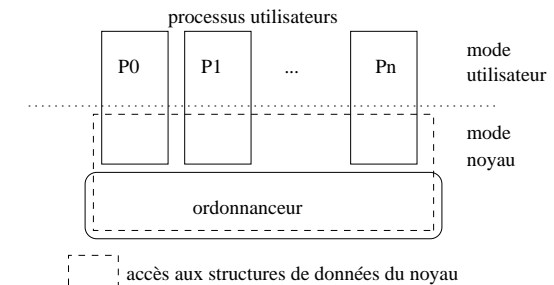 processus utilisateurs
P0 P1 ... Pn
mode
utilisateur
mode
noyau
ordonnanceur
accès aux structures de données du noyau